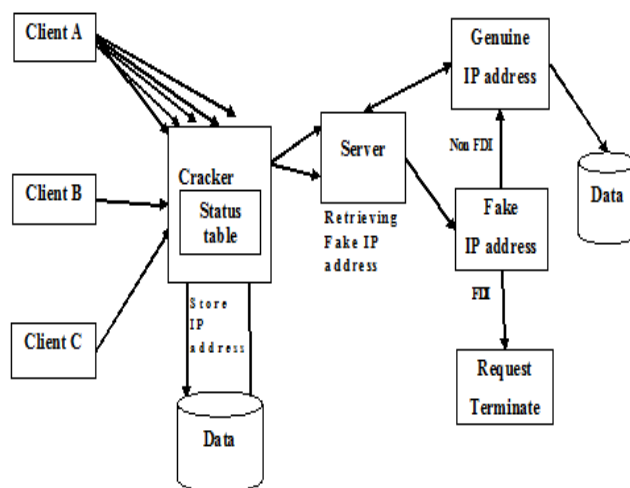 Client A
Client B
Client C
Cracker
Status
table
Store
IP
address
Data
Server
Retrieving
Fake IP
address
Genuine
IP address
Non FDI
Fake
IP address
FDI
Request
Terminate
Data